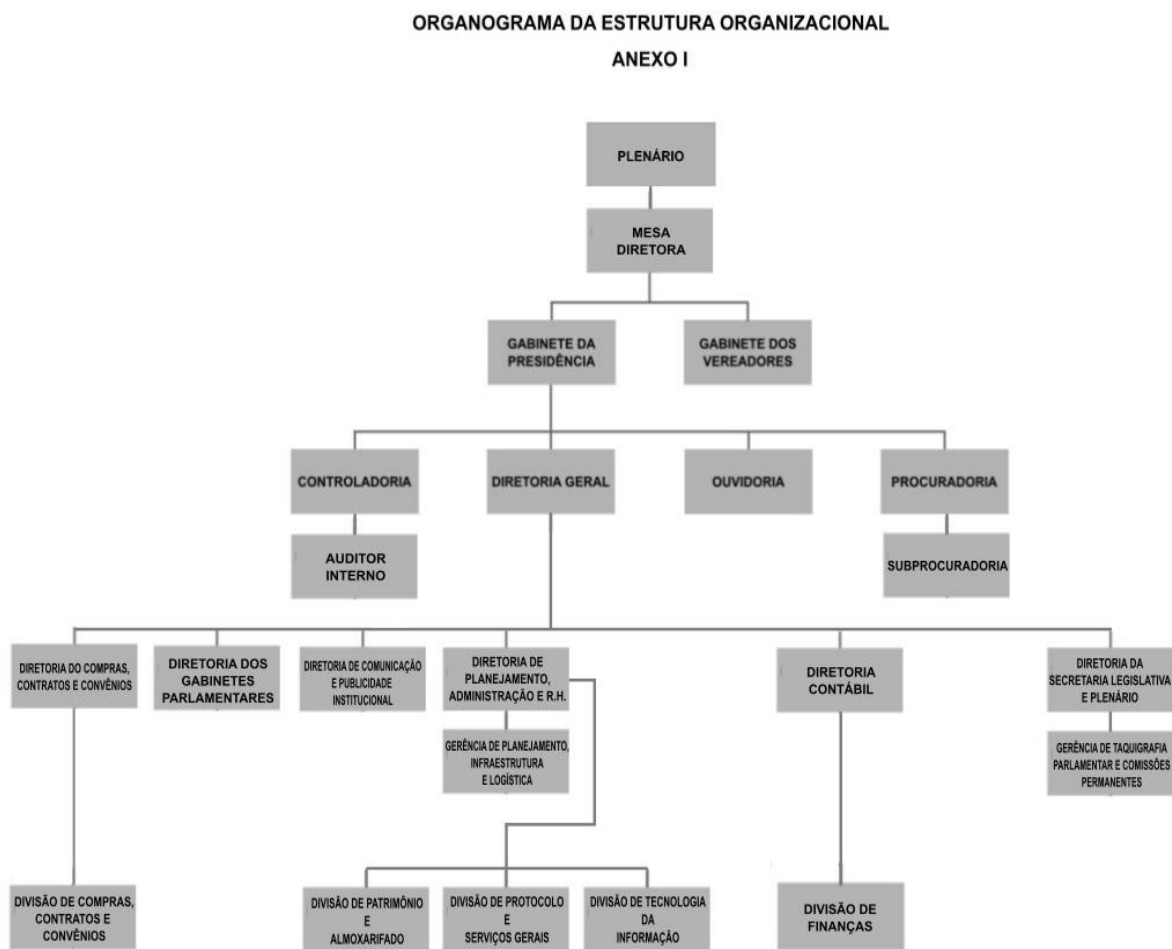 ORGANOGRAMA DA ESTRUTURA ORGANIZACIONAL
ANEXO I
PLENÁRIO
MESA
DIRETORA
GABINETE DA
PRESIDÊNCIA
GABINETE DOS
VEREADORES
CONTROLADORIA
DIRETORIA GERAL
OUVIDORIA
PROCURADORIA
AUDITOR
INTERNO
SUBPROCURADORIA
DIRETORIA DO COMPRAS,
CONTRATOS E CONVÊNIOS
DIRETORIA DOS
GABINETES
PARLAMENTARES
DIRETORIA DE COMUNICAÇÃO
E PUBLICIDADE
INSTITUCIONAL
DIRETORIA DE
PLANEJAMENTO,
ADMINISTRAÇÃO E R.H.
DIRETORIA
CONTÁBIL
DIRETORIA DA
SECRETARIA LEGISLATIVA
E PLENÁRIO
GERÊNCIA DE PLANEJAMENTO,
INFRAESTRUTURA
E LOGÍSTICA
GERÊNCIA DE TAQUIGRAFIA
PARLAMENTAR E COMISSÕES
PERMANENTES
DIVISÃO DE COMPRAS,
CONTRATOS E
CONVÊNIOS
DIVISÃO DE PATRIMÔNIO
E
ALMOXARIFADO
DIVISÃO DE PROTOCOLO
E
SERVIÇOS GERAIS
DIVISÃO DE TECNOLOGIA
DA
INFORMAÇÃO
DIVISÃO DE
FINANÇAS